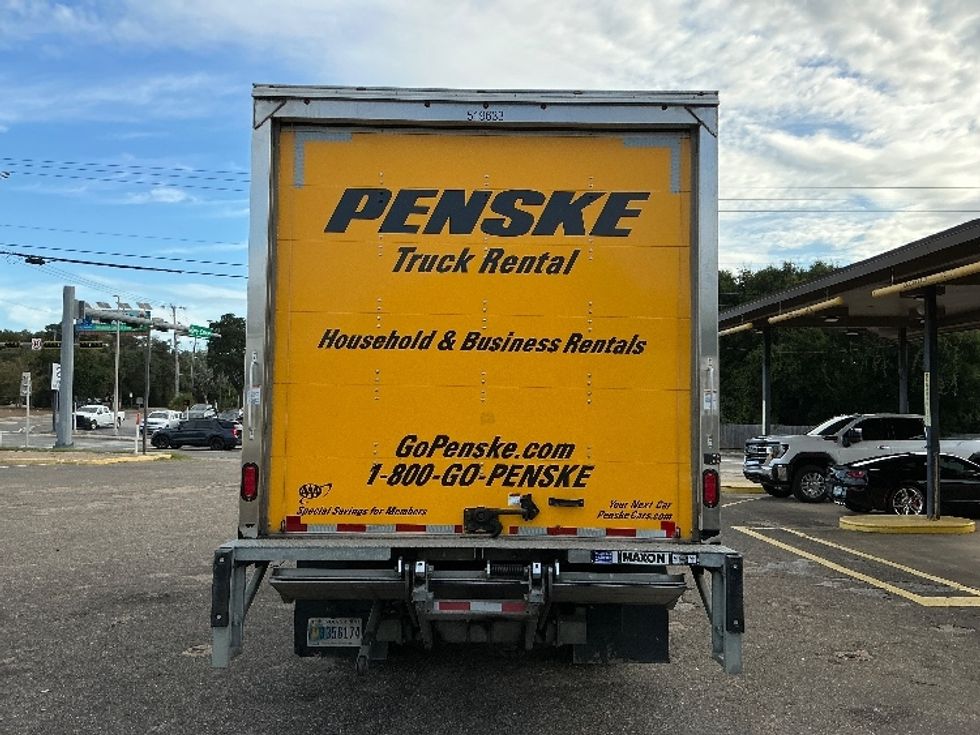 519633
PENSKE
Truck Rental
Household & Business Rentals
GoPenske.com
1-800-GO-PENSKE
AAA
Special Savings for Members
Your Next Car
PenskeCars.com
MAXON